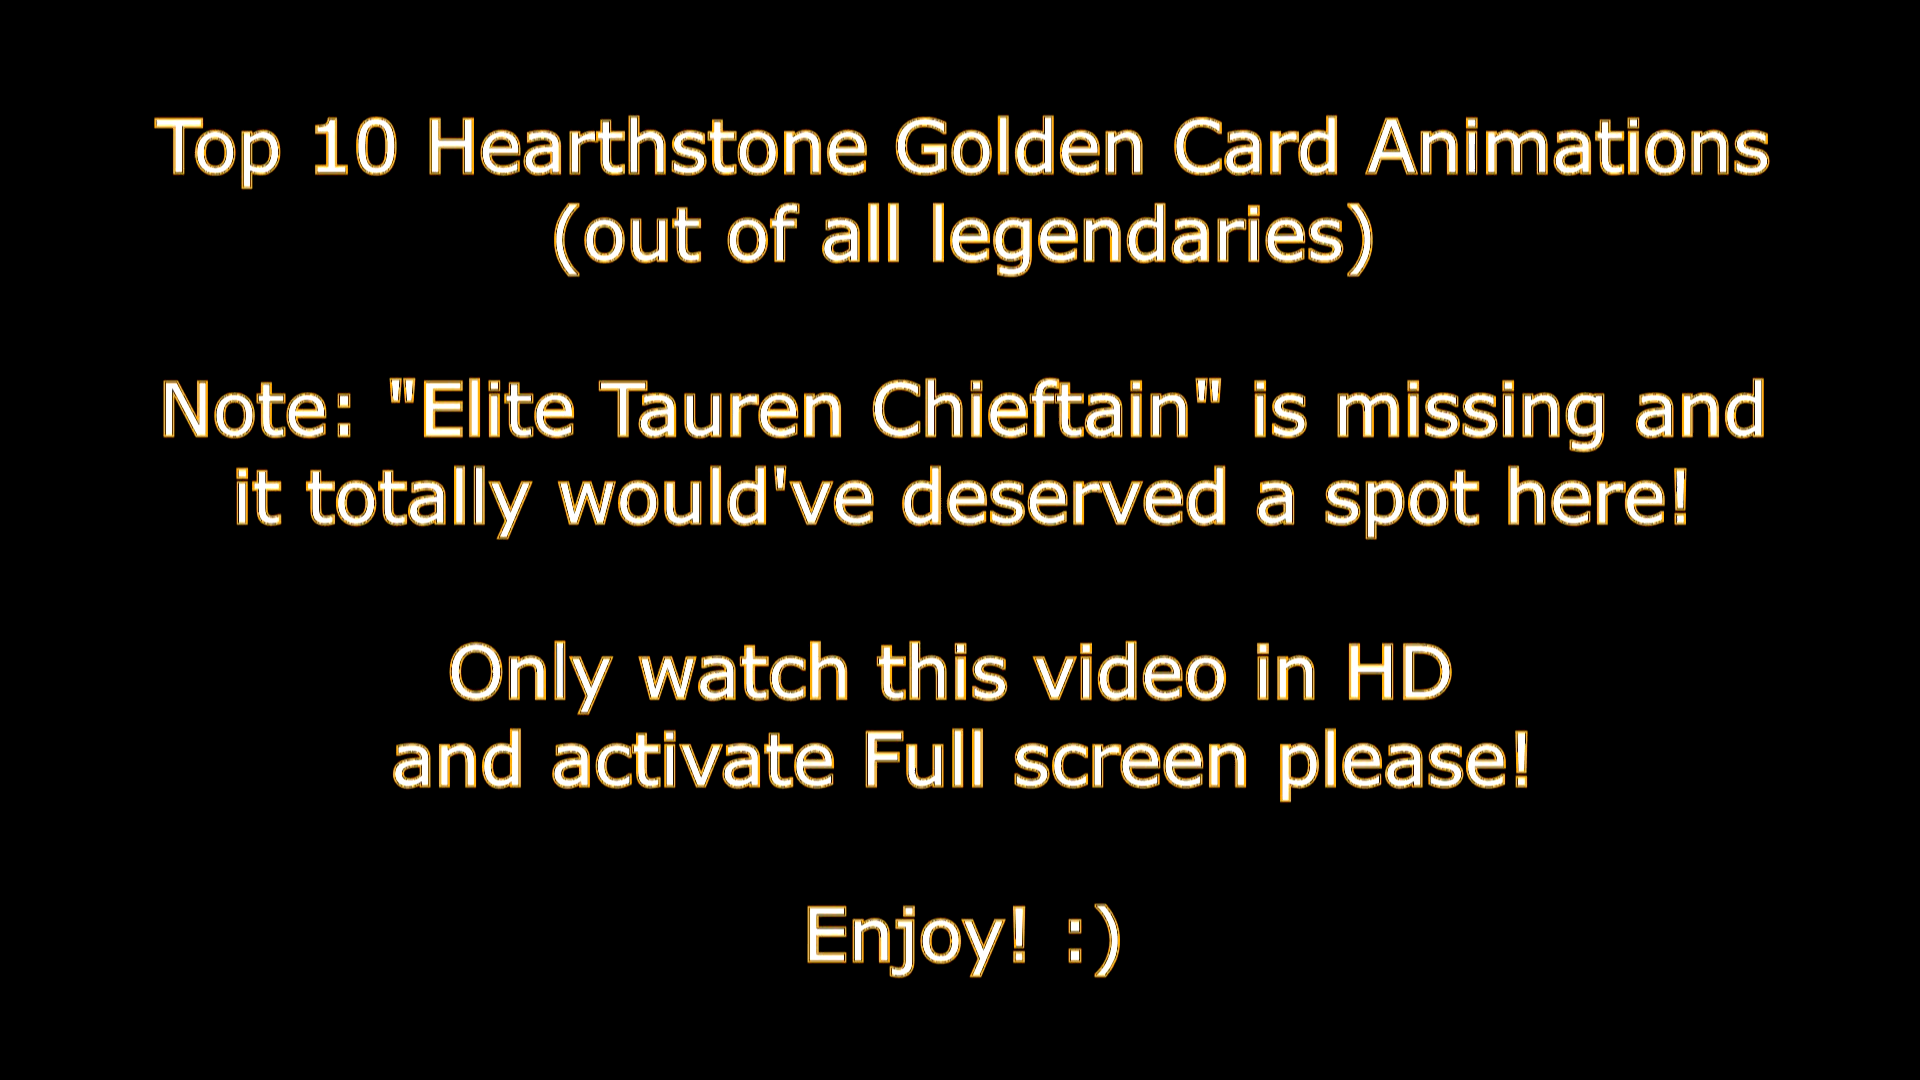 Top 10 Hearthstone Golden Card Animations
(out of all legendaries)
Note: "Elite Tauren Chieftain" is missing and
it totally would've deserved a spot here!
Only watch this video in HD
and activate Full screen please!
Enjoy! :)